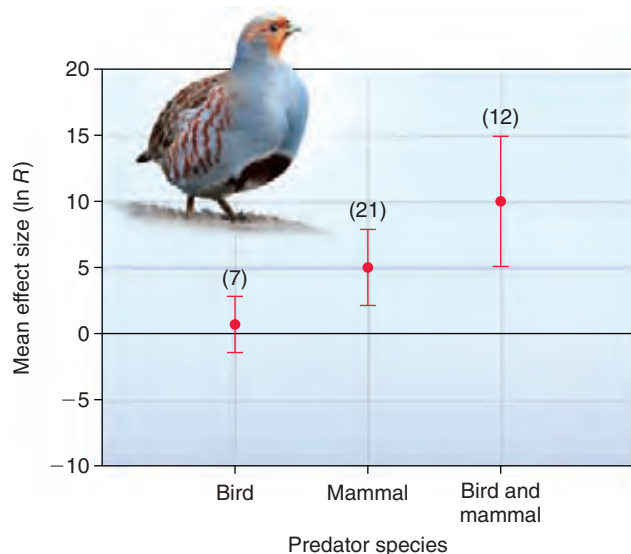 20
15
10
5
0
−5
−10
Mean effect size (ln R)
(7)
(21)
(12)
Bird
Mammal
Bird and
mammal
Predator species